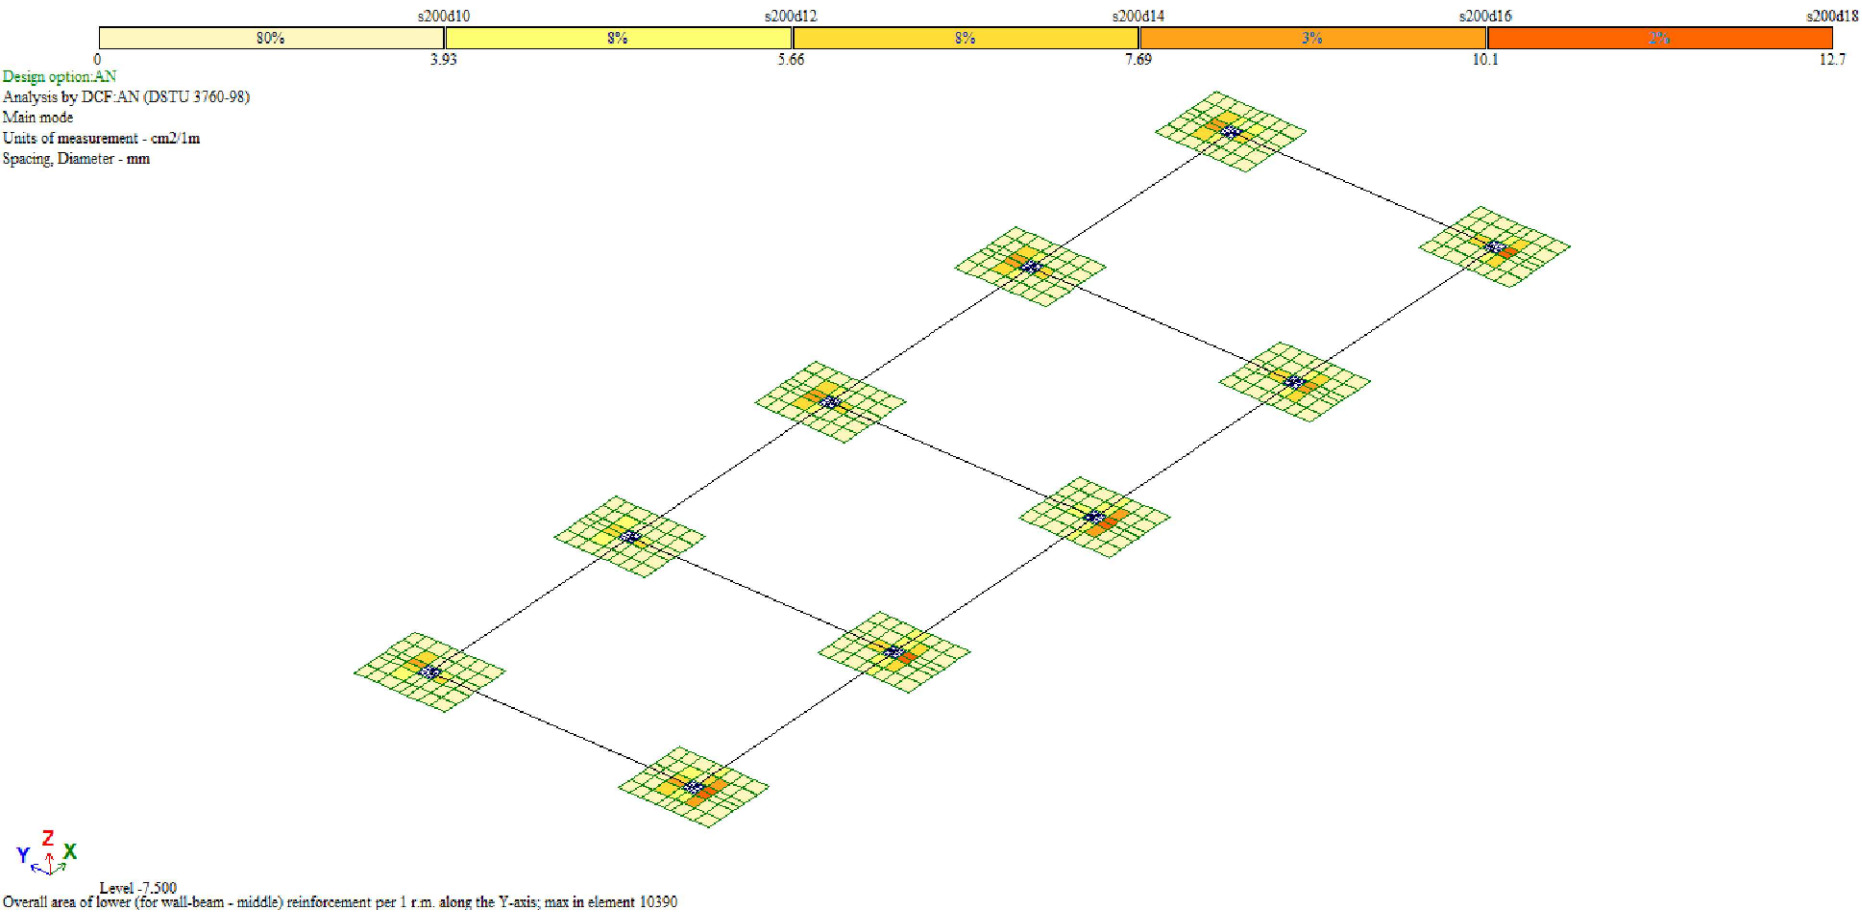 s200d10 s200d12 s200d14 s200d16 s200d18
80% 8% 8% 3% 2%
0 3.93 5.66 7.69 10.1 12.7
Design option:AN
Analysis by DCF:AN (DSTU 3760-98)
Main mode
Units of measurement - cm2/1m
Spacing, Diameter - mm
Z
Y X
Level -7.500
Overall area of lower (for wall-beam - middle) reinforcement per 1 r.m. along the Y-axis; max in element 10390